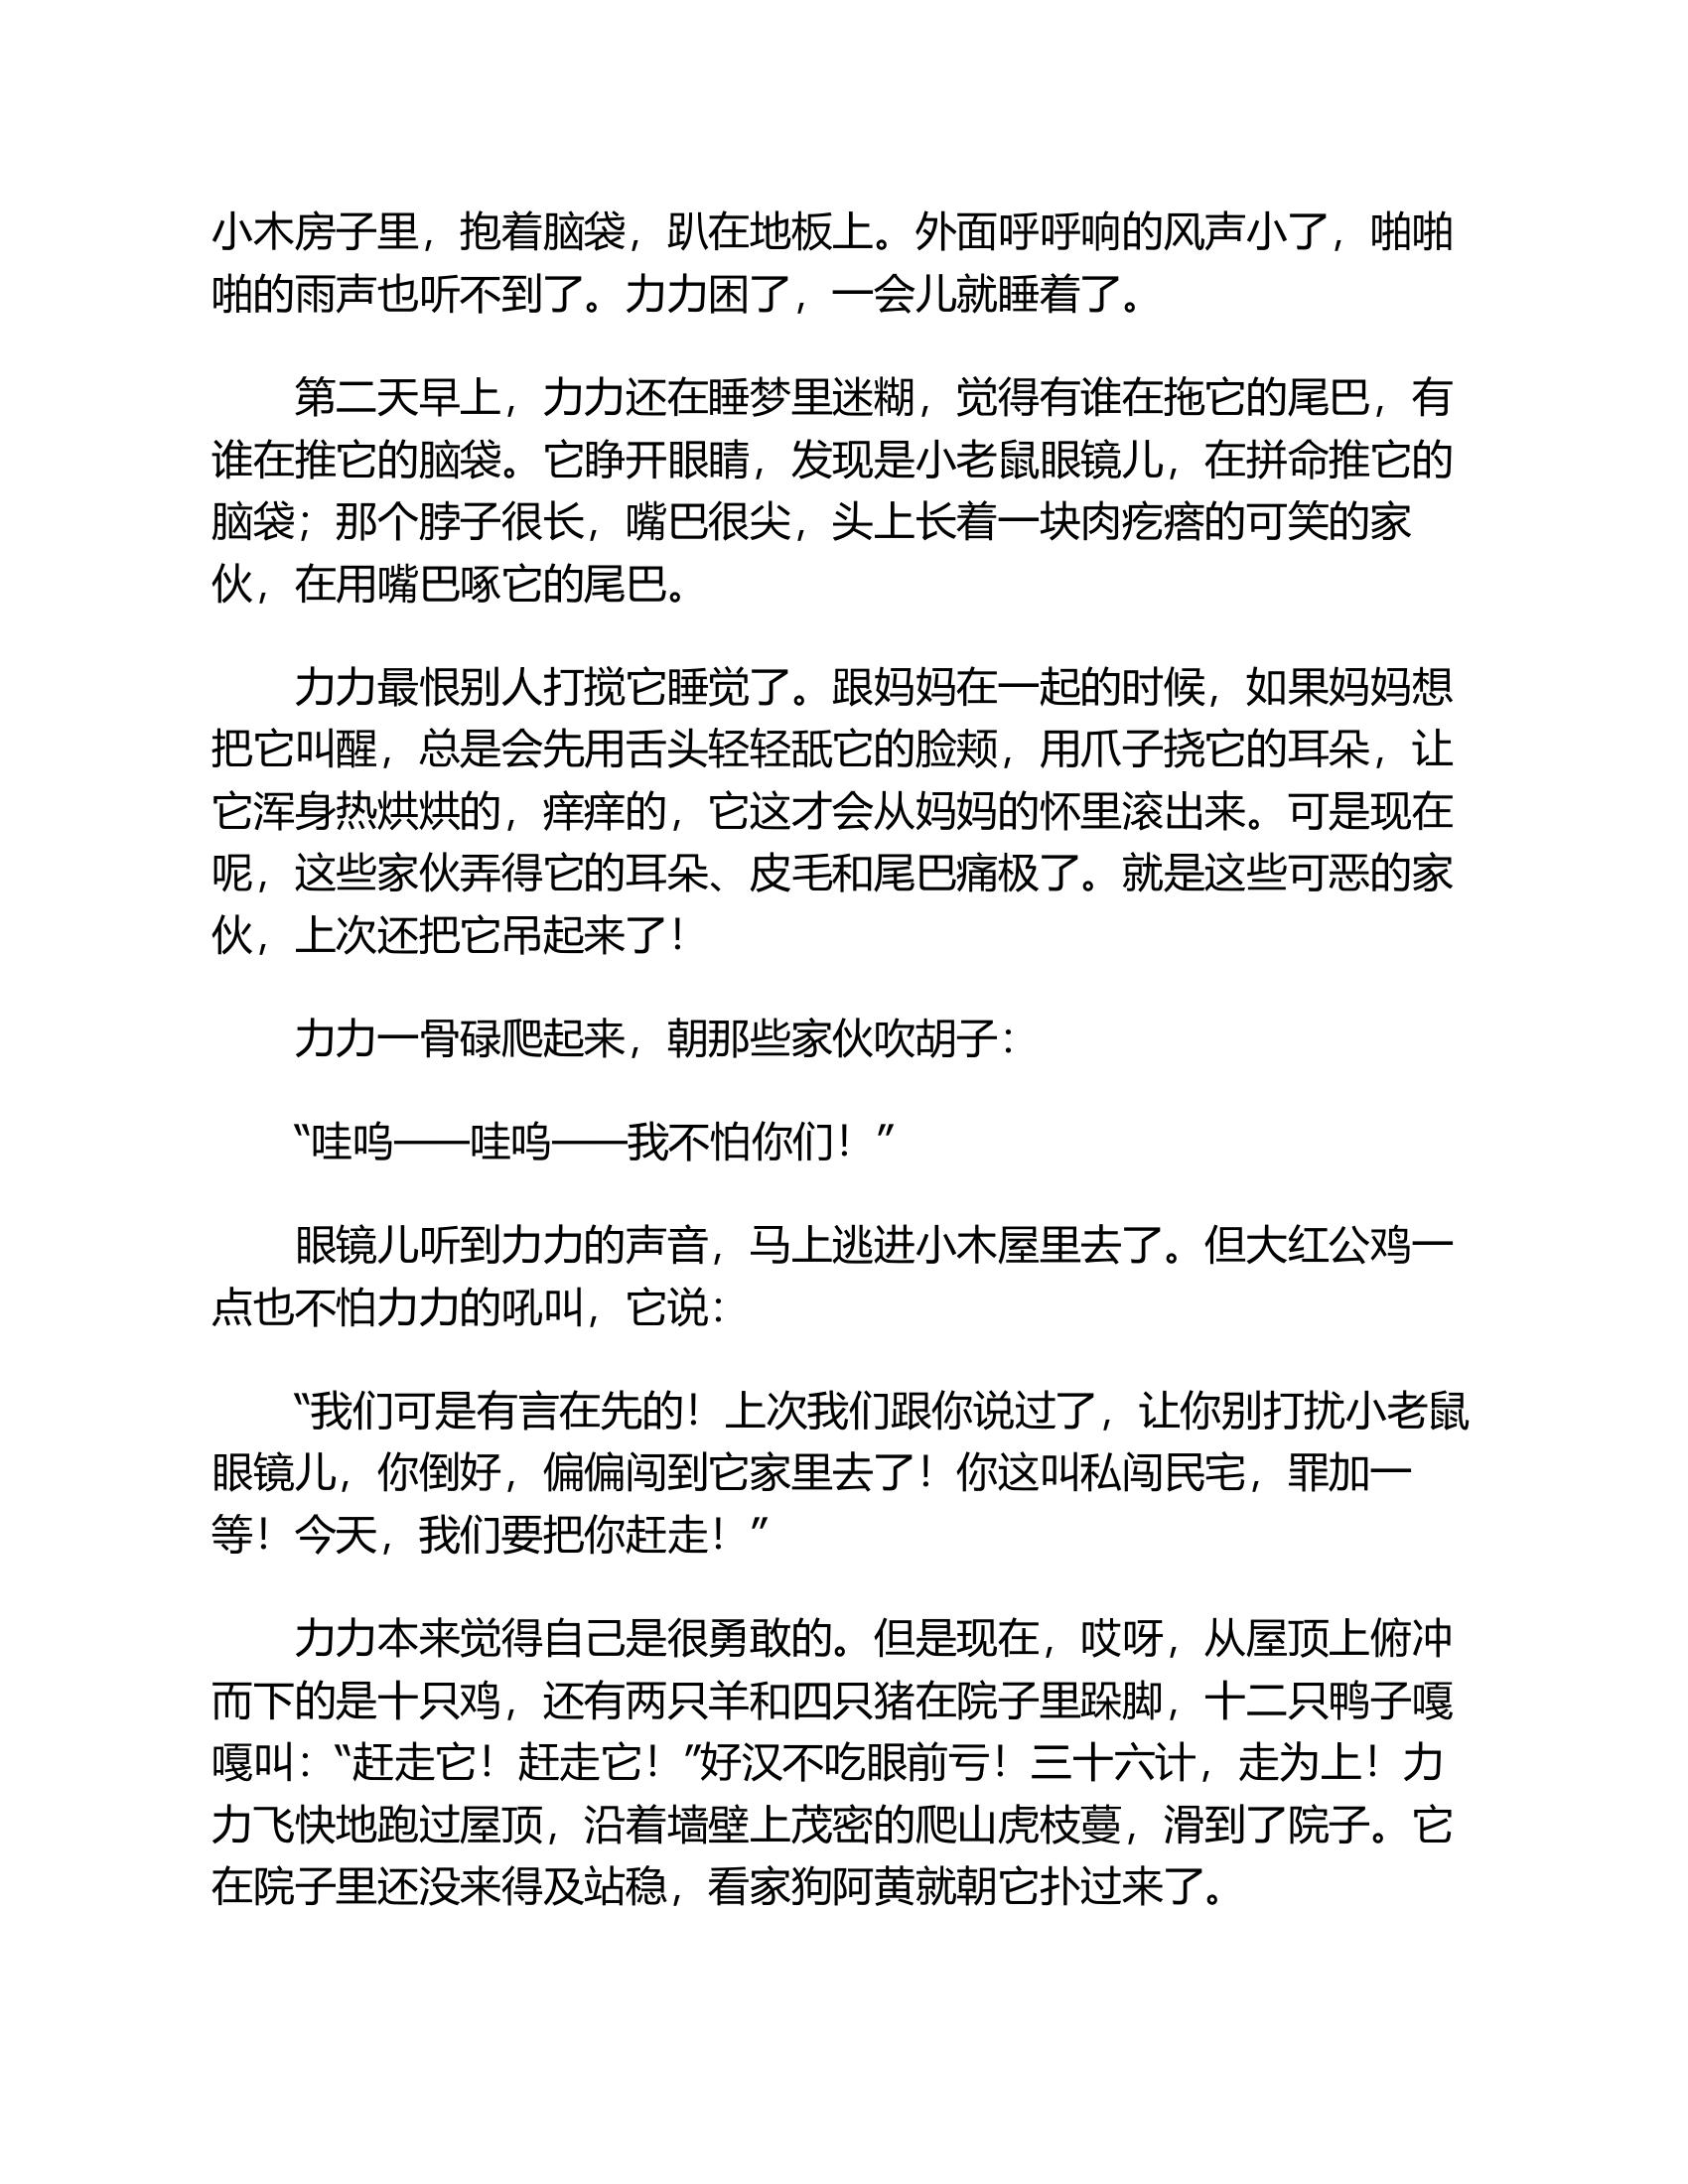 小木房子里，抱着脑袋，趴在地板上。外面呼呼响的风声小了，啪啪
啪的雨声也听不到了。力力困了，一会儿就睡着了。
第二天早上，力力还在睡梦里迷糊，觉得有谁在拖它的尾巴，有
谁在推它的脑袋。它睁开眼睛，发现是小老鼠眼镜儿，在拼命推它的
脑袋；那个脖子很长，嘴巴很尖，头上长着一块肉疙瘩的可笑的家
伙，在用嘴巴啄它的尾巴。
力力最恨别人打搅它睡觉了。跟妈妈在一起的时候，如果妈妈想
把它叫醒，总是会先用舌头轻轻舐它的脸颊，用爪子挠它的耳朵，让
它浑身热烘烘的，痒痒的，它这才会从妈妈的怀里滚出来。可是现在
呢，这些家伙弄得它的耳朵、皮毛和尾巴痛极了。就是这些可恶的家
伙，上次还把它吊起来了！
力力一骨碌爬起来，朝那些家伙吹胡子：
“哇呜——哇呜——我不怕你们！”
眼镜儿听到力力的声音，马上逃进小木屋里去了。但大红公鸡一
点也不怕力力的吼叫，它说：
“我们可是有言在先的！上次我们跟你说过了，让你别打扰小老鼠
眼镜儿，你倒好，偏偏闯到它家里去了！你这叫私闯民宅，罪加一
等！今天，我们要把你赶走！”
力力本来觉得自己是很勇敢的。但是现在，哎呀，从屋顶上俯冲
而下的是十只鸡，还有两只羊和四只猪在院子里跺脚，十二只鸭子嘎
嘎叫：“赶走它！赶走它！”好汉不吃眼前亏！三十六计，走为上！力
力飞快地跑过屋顶，沿着墙壁上茂密的爬山虎枝蔓，滑到了院子。它
在院子里还没来得及站稳，看家狗阿黄就朝它扑过来了。